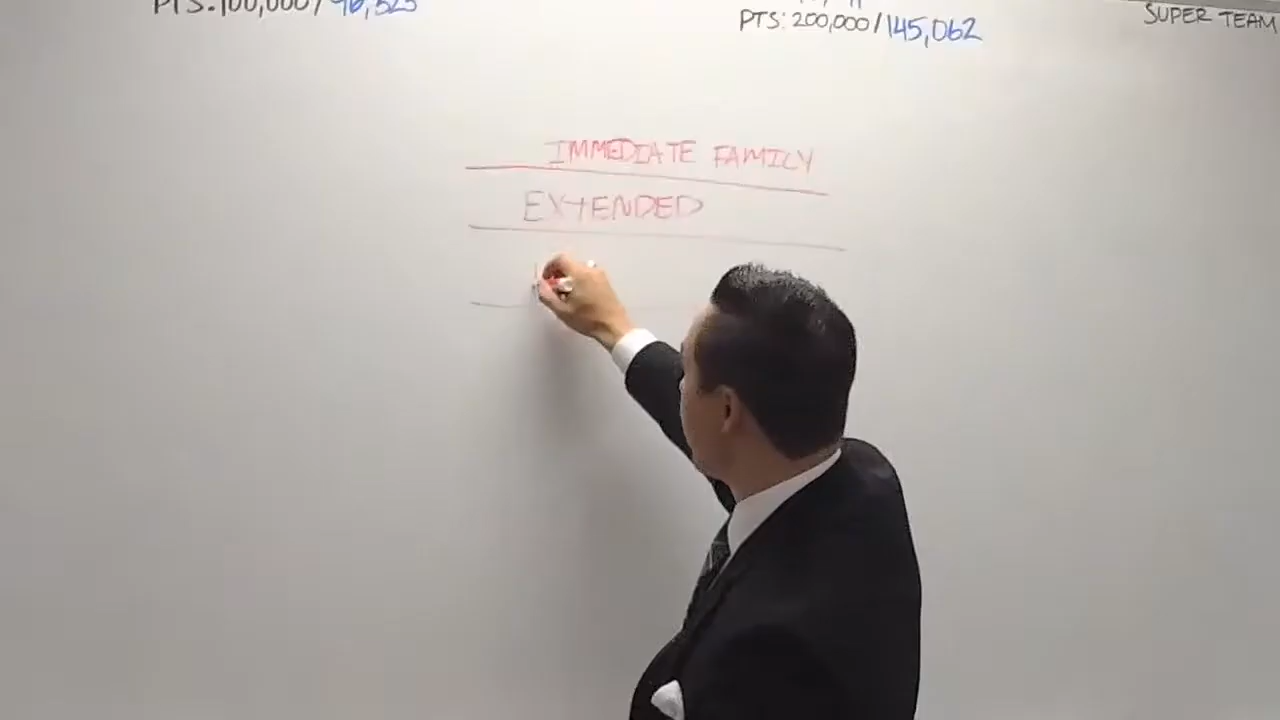 PTS: 100,000/96,525
PTS: 200,000/145,062
SUPER TEAM
IMMEDIATE FAMILY
EXTENDED